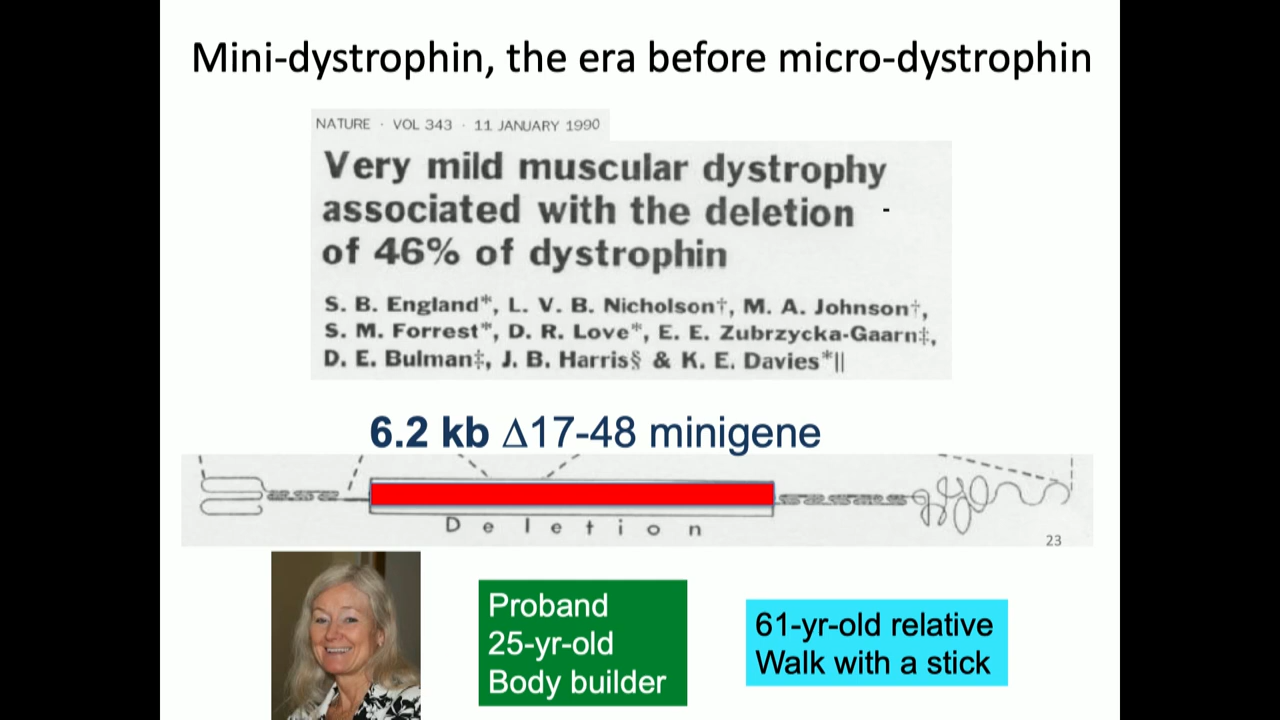 Mini-dystrophin, the era before micro-dystrophin
NATURE · VOL 343 · 11 JANUARY 1990
Very mild muscular dystrophy
associated with the deletion -
of 46% of dystrophin
S. B. England*, L. V. B. Nicholson†, M. A. Johnson†,
S. M. Forrest*, D. R. Love*, E. E. Zubrzycka-Gaarn‡,
D. E. Bulman‡, J. B. Harris§ & K. E. Davies*||
6.2 kb Δ17-48 minigene
Deletion
23
Proband
25-yr-old
Body builder
61-yr-old relative
Walk with a stick